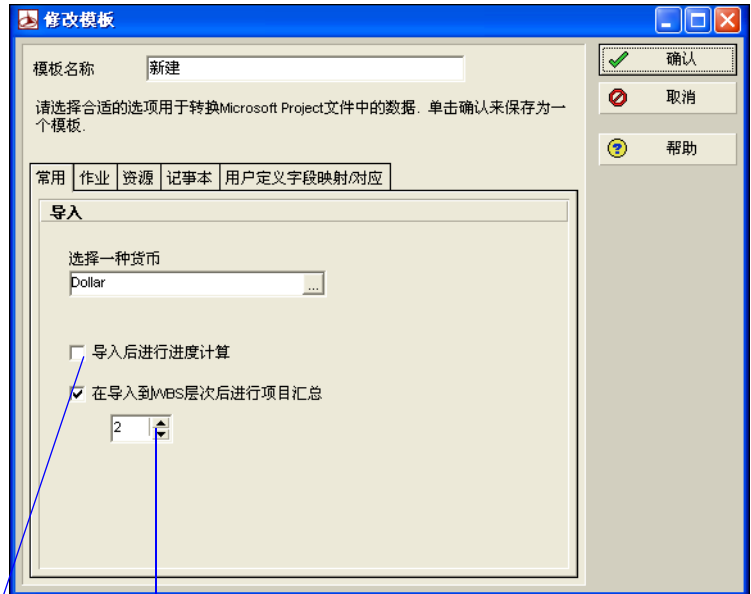 修改模板
模板名称 新建
请选择合适的选项用于转换Microsoft Project文件中的数据. 单击确认来保存为一
个模板.
确认
取消
帮助
常用 作业 资源 记事本 用户定义字段映射/对应
导入
选择一种货币
Dollar ...
导入后进行进度计算
在导入到WBS层次后进行项目汇总
2